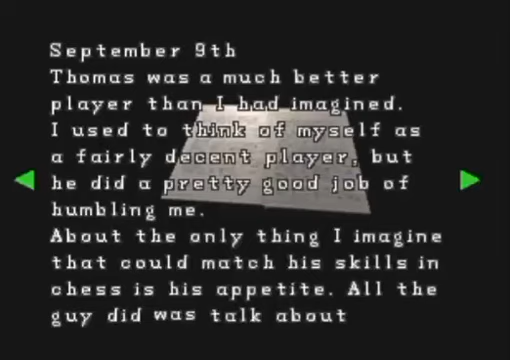 September 9th
Thomas was a much better
player than I had imagined.
I used to think of myself as
a fairly decent player, but
he did a pretty good job of
humbling me.
About the only thing I imagine
that could match his skills in
chess is his appetite. All the
guy did was talk about